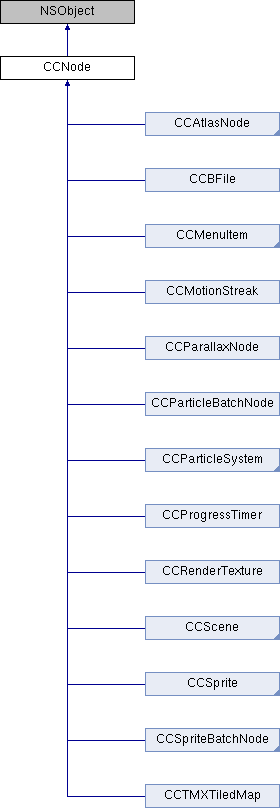 NSObject
CCNode
CCAtlasNode
CCBFile
CCMenuItem
CCMotionStreak
CCParallaxNode
CCParticleBatchNode
CCParticleSystem
CCProgressTimer
CCRenderTexture
CCScene
CCSprite
CCSpriteBatchNode
CCTMXTiledMap